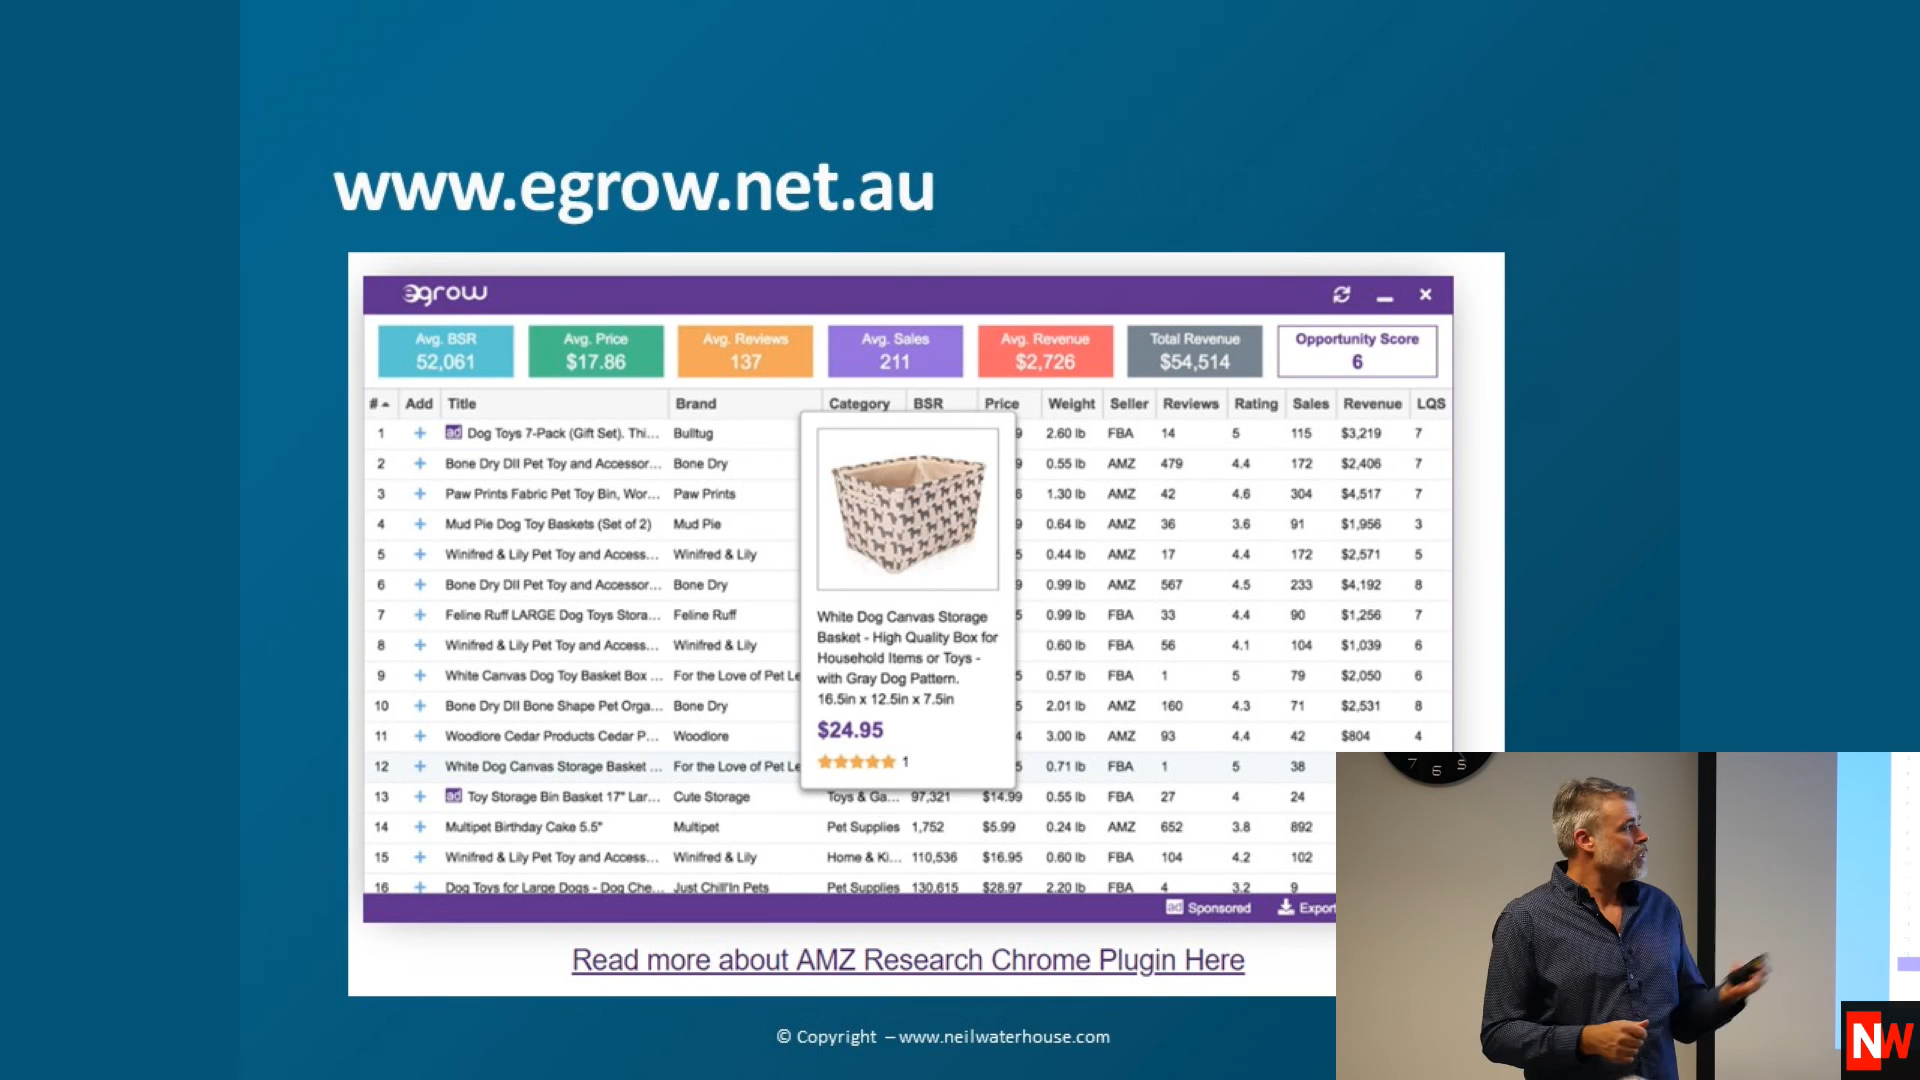 www.egrow.net.au
egrow
Avg. BSR
52,061
Avg. Price
$17.86
Avg. Reviews
137
Avg. Sales
211
Avg. Revenue
$2,726
Total Revenue
$54,514
Opportunity Score
6
# Add Title Brand Category BSR Price Weight Seller Reviews Rating Sales Revenue LQS
1 + ad Dog Toys 7-Pack (Gift Set). Thi... Bulltug 9 2.60 lb FBA 14 5 115 $3,219 7
2 + Bone Dry DII Pet Toy and Accessor... Bone Dry 9 0.55 lb AMZ 479 4.4 172 $2,406 7
3 + Paw Prints Fabric Pet Toy Bin, Wor... Paw Prints 6 1.30 lb AMZ 42 4.6 304 $4,517 7
4 + Mud Pie Dog Toy Baskets (Set of 2) Mud Pie 9 0.64 lb AMZ 36 3.6 91 $1,956 3
5 + Winifred & Lily Pet Toy and Access... Winifred & Lily 5 0.44 lb AMZ 17 4.4 172 $2,571 5
6 + Bone Dry DII Pet Toy and Accessor... Bone Dry 9 0.99 lb AMZ 567 4.5 233 $4,192 8
7 + Feline Ruff LARGE Dog Toys Stora... Feline Ruff 5 0.99 lb FBA 33 4.4 90 $1,256 7
8 + Winifred & Lily Pet Toy and Access... Winifred & Lily 0.60 lb FBA 56 4.1 104 $1,039 6
9 + White Canvas Dog Toy Basket Box ... For the Love of Pet Le 5 0.57 lb FBA 1 5 79 $2,050 6
10 + Bone Dry DII Bone Shape Pet Orga... Bone Dry 5 2.01 lb AMZ 160 4.3 71 $2,531 8
11 + Woodlore Cedar Products Cedar P... Woodlore 4 3.00 lb AMZ 93 4.4 42 $804 4
12 + White Dog Canvas Storage Basket ... For the Love of Pet Le 5 0.71 lb FBA 1 5 38
13 + ad Toy Storage Bin Basket 17" Lar... Cute Storage Toys & Ga... 97,321 $14.99 0.55 lb FBA 27 4 24
14 + Multipet Birthday Cake 5.5" Multipet Pet Supplies 1,752 $5.99 0.24 lb AMZ 652 3.8 892
15 + Winifred & Lily Pet Toy and Access... Winifred & Lily Home & Ki... 110,536 $16.95 0.60 lb FBA 104 4.2 102
16 + Dog Toys for Large Dogs - Dog Che... Just Chill'In Pets Pet Supplies 130,615 $28.97 2.20 lb FBA 4 3.2 9
White Dog Canvas Storage
Basket - High Quality Box for
Household Items or Toys -
with Gray Dog Pattern.
16.5in x 12.5in x 7.5in
$24.95
1
ad Sponsored Export
Read more about AMZ Research Chrome Plugin Here
© Copyright – www.neilwaterhouse.com
7 6 5
NW